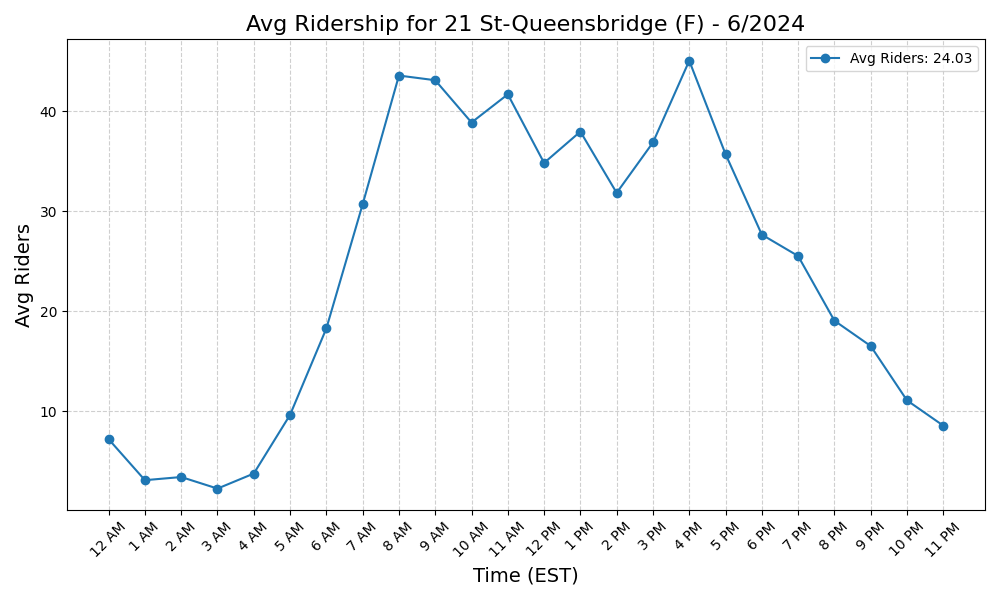 Avg Ridership for 21 St-Queensbridge (F) - 6/2024
Avg Riders: 24.03
Avg Riders
40
30
20
10
12 AM
1 AM
2 AM
3 AM
4 AM
5 AM
6 AM
7 AM
8 AM
9 AM
10 AM
11 AM
12 PM
1 PM
2 PM
3 PM
4 PM
5 PM
6 PM
7 PM
8 PM
9 PM
10 PM
11 PM
Time (EST)